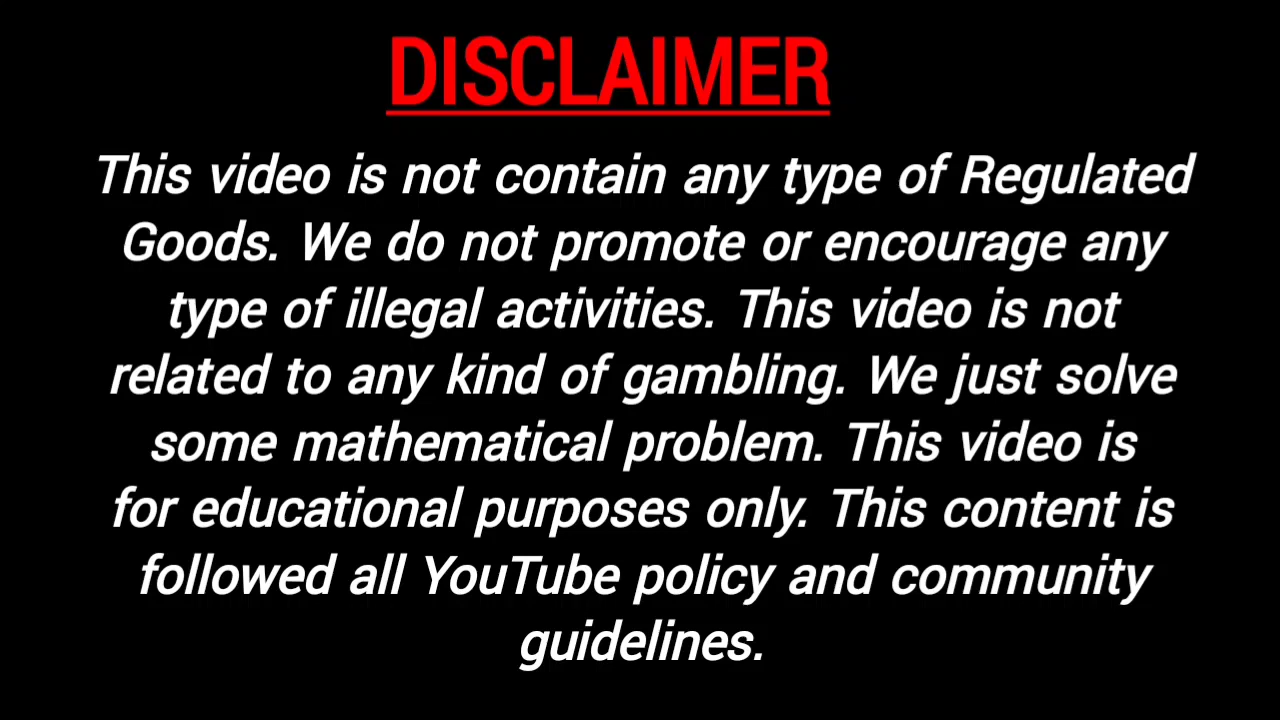 DISCLAIMER
This video is not contain any type of Regulated
Goods. We do not promote or encourage any
type of illegal activities. This video is not
related to any kind of gambling. We just solve
some mathematical problem. This video is
for educational purposes only. This content is
followed all YouTube policy and community
guidelines.